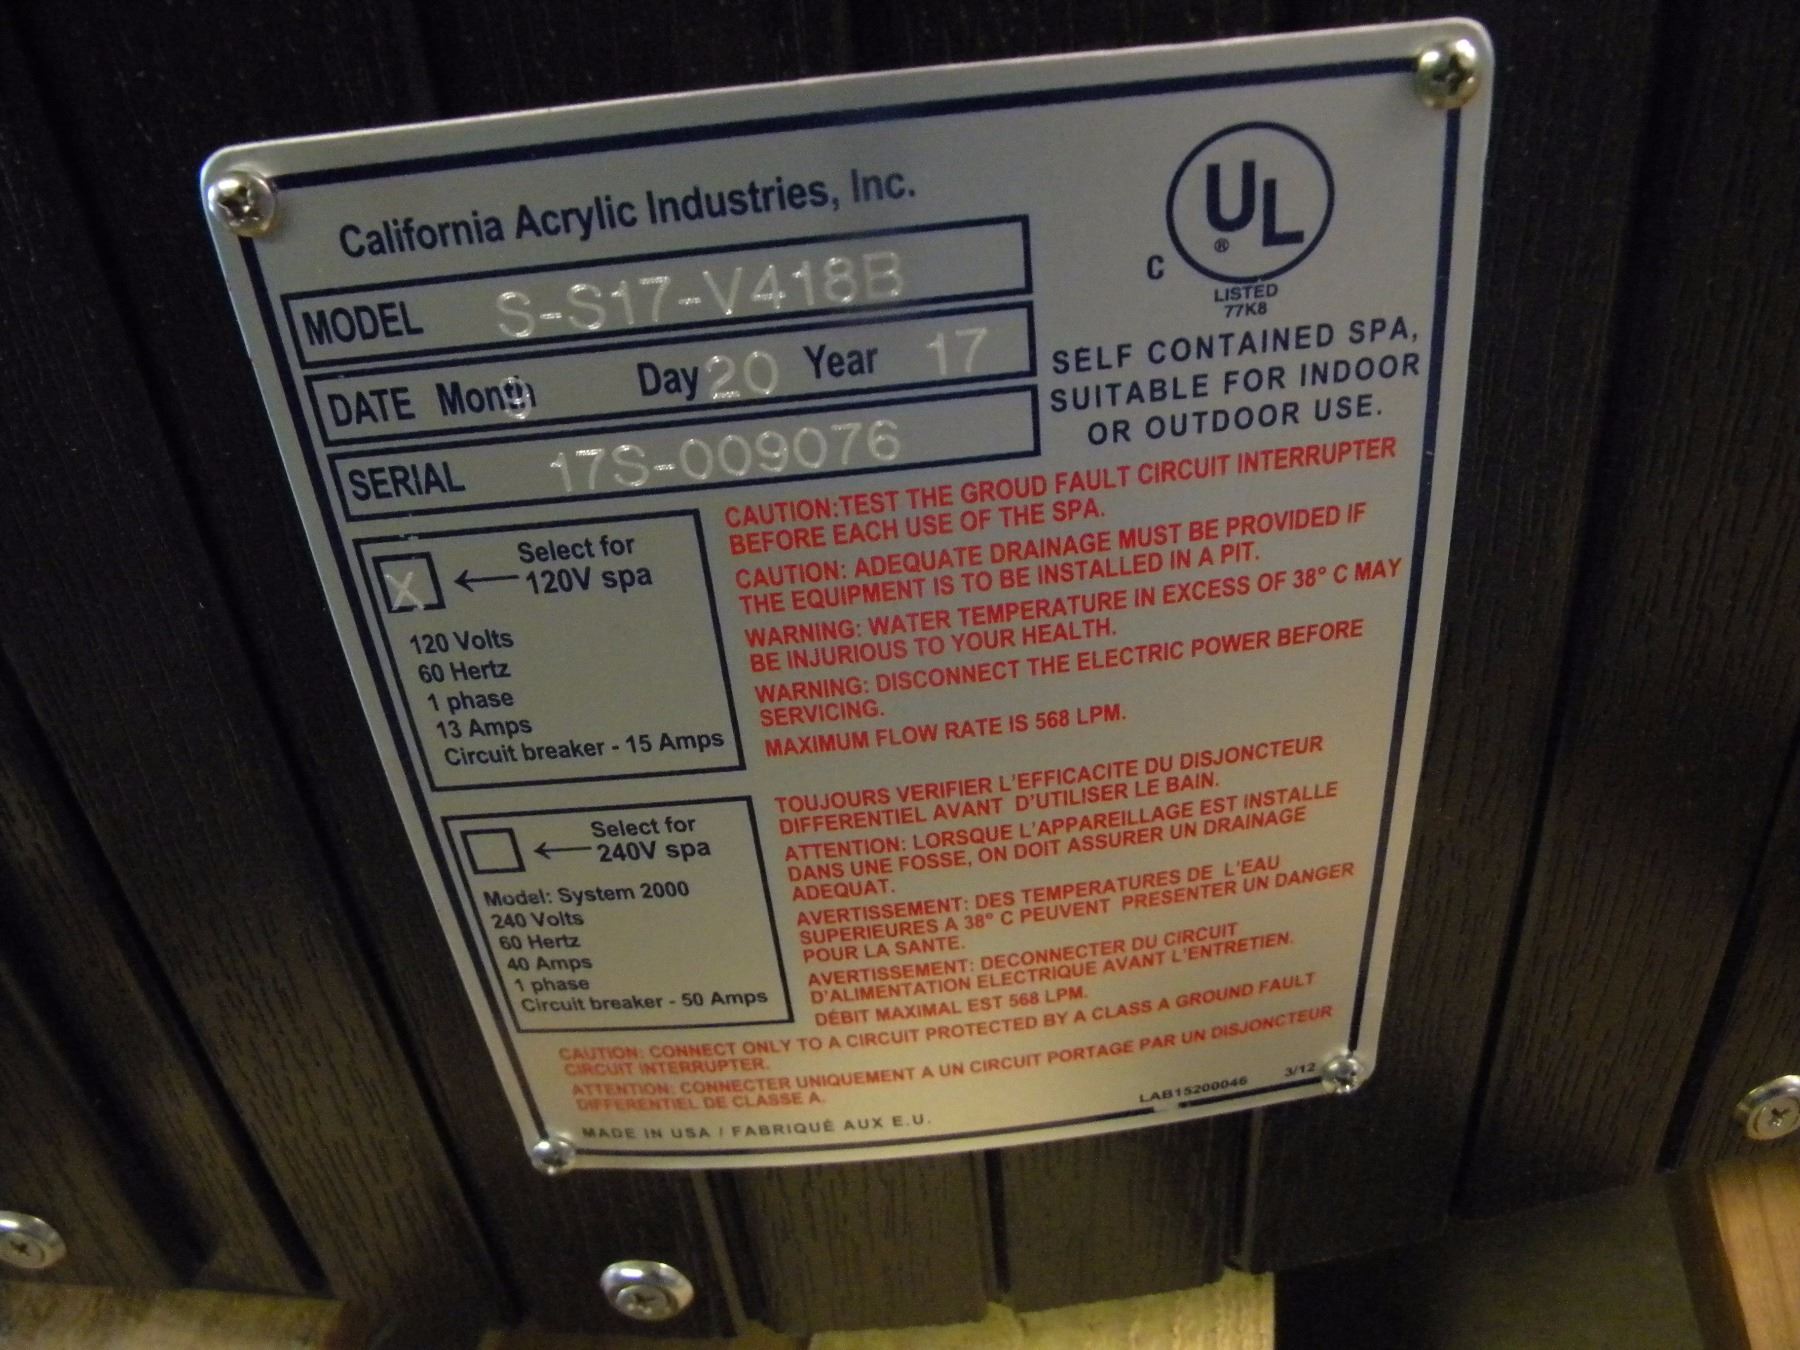 California Acrylic Industries, Inc.
MODEL S-S17-V418B
DATE Month 9 Day 20 Year 17
SERIAL 17S-009076
UL
®
C
LISTED
77K8
SELF CONTAINED SPA,
SUITABLE FOR INDOOR
OR OUTDOOR USE.
X
Select for
120V spa
120 Volts
60 Hertz
1 phase
13 Amps
Circuit breaker - 15 Amps
Select for
240V spa
Model: System 2000
240 Volts
60 Hertz
40 Amps
1 phase
Circuit breaker - 50 Amps
CAUTION:TEST THE GROUD FAULT CIRCUIT INTERRUPTER
BEFORE EACH USE OF THE SPA.
CAUTION: ADEQUATE DRAINAGE MUST BE PROVIDED IF
THE EQUIPMENT IS TO BE INSTALLED IN A PIT.
WARNING: WATER TEMPERATURE IN EXCESS OF 38° C MAY
BE INJURIOUS TO YOUR HEALTH.
WARNING: DISCONNECT THE ELECTRIC POWER BEFORE
SERVICING.
MAXIMUM FLOW RATE IS 568 LPM.
TOUJOURS VERIFIER L'EFFICACITE DU DISJONCTEUR
DIFFERENTIEL AVANT D'UTILISER LE BAIN.
ATTENTION: LORSQUE L'APPAREILLAGE EST INSTALLE
DANS UNE FOSSE, ON DOIT ASSURER UN DRAINAGE
ADEQUAT.
AVERTISSEMENT: DES TEMPERATURES DE L'EAU
SUPERIEURES A 38° C PEUVENT PRESENTER UN DANGER
POUR LA SANTE.
AVERTISSEMENT: DECONNECTER DU CIRCUIT
D'ALIMENTATION ELECTRIQUE AVANT L'ENTRETIEN.
DÉBIT MAXIMAL EST 568 LPM.
CAUTION: CONNECT ONLY TO A CIRCUIT PROTECTED BY A CLASS A GROUND FAULT
CIRCUIT INTERRUPTER.
ATTENTION: CONNECTER UNIQUEMENT A UN CIRCUIT PORTAGE PAR UN DISJONCTEUR
DIFFERENTIEL DE CLASSE A.
MADE IN USA / FABRIQUÉ AUX E.U.
LAB15200046 3/12